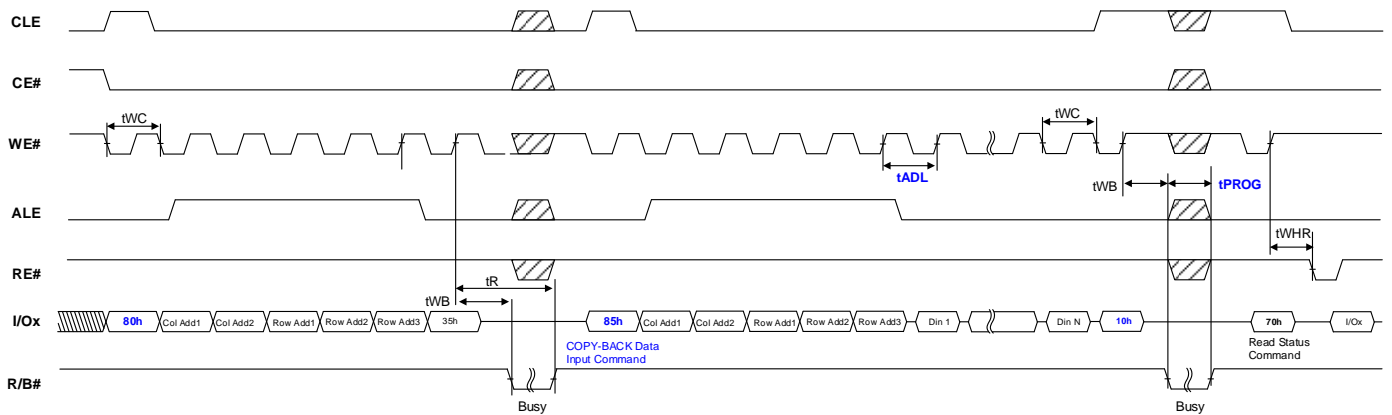 CLE
CE#
tWC
tWC
WE#
tADL
tWB
tPROG
ALE
tWHR
RE#
tR
tWB
I/Ox
80h Col Add1 Col Add2 Row Add1 Row Add2 Row Add3 35h 85h Col Add1 Col Add2 Row Add1 Row Add2 Row Add3 Din 1 Din N 10h 70h I/Ox
COPY-BACK Data
Input Command
Read Status
Command
R/B#
Busy
Busy